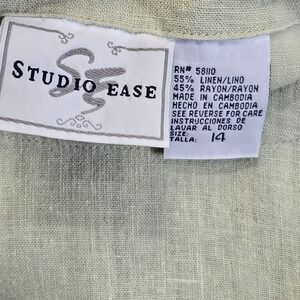 STUDIO EASE
RN# 58110
55% LINEN/LINO
45% RAYON/RAYON
MADE IN CAMBODIA
HECHO EN CAMBODIA
SEE REVERSE FOR CARE
INSTRUCCIONES DE
LAVAR AL DORSO
SIZE:
TALLA: 14